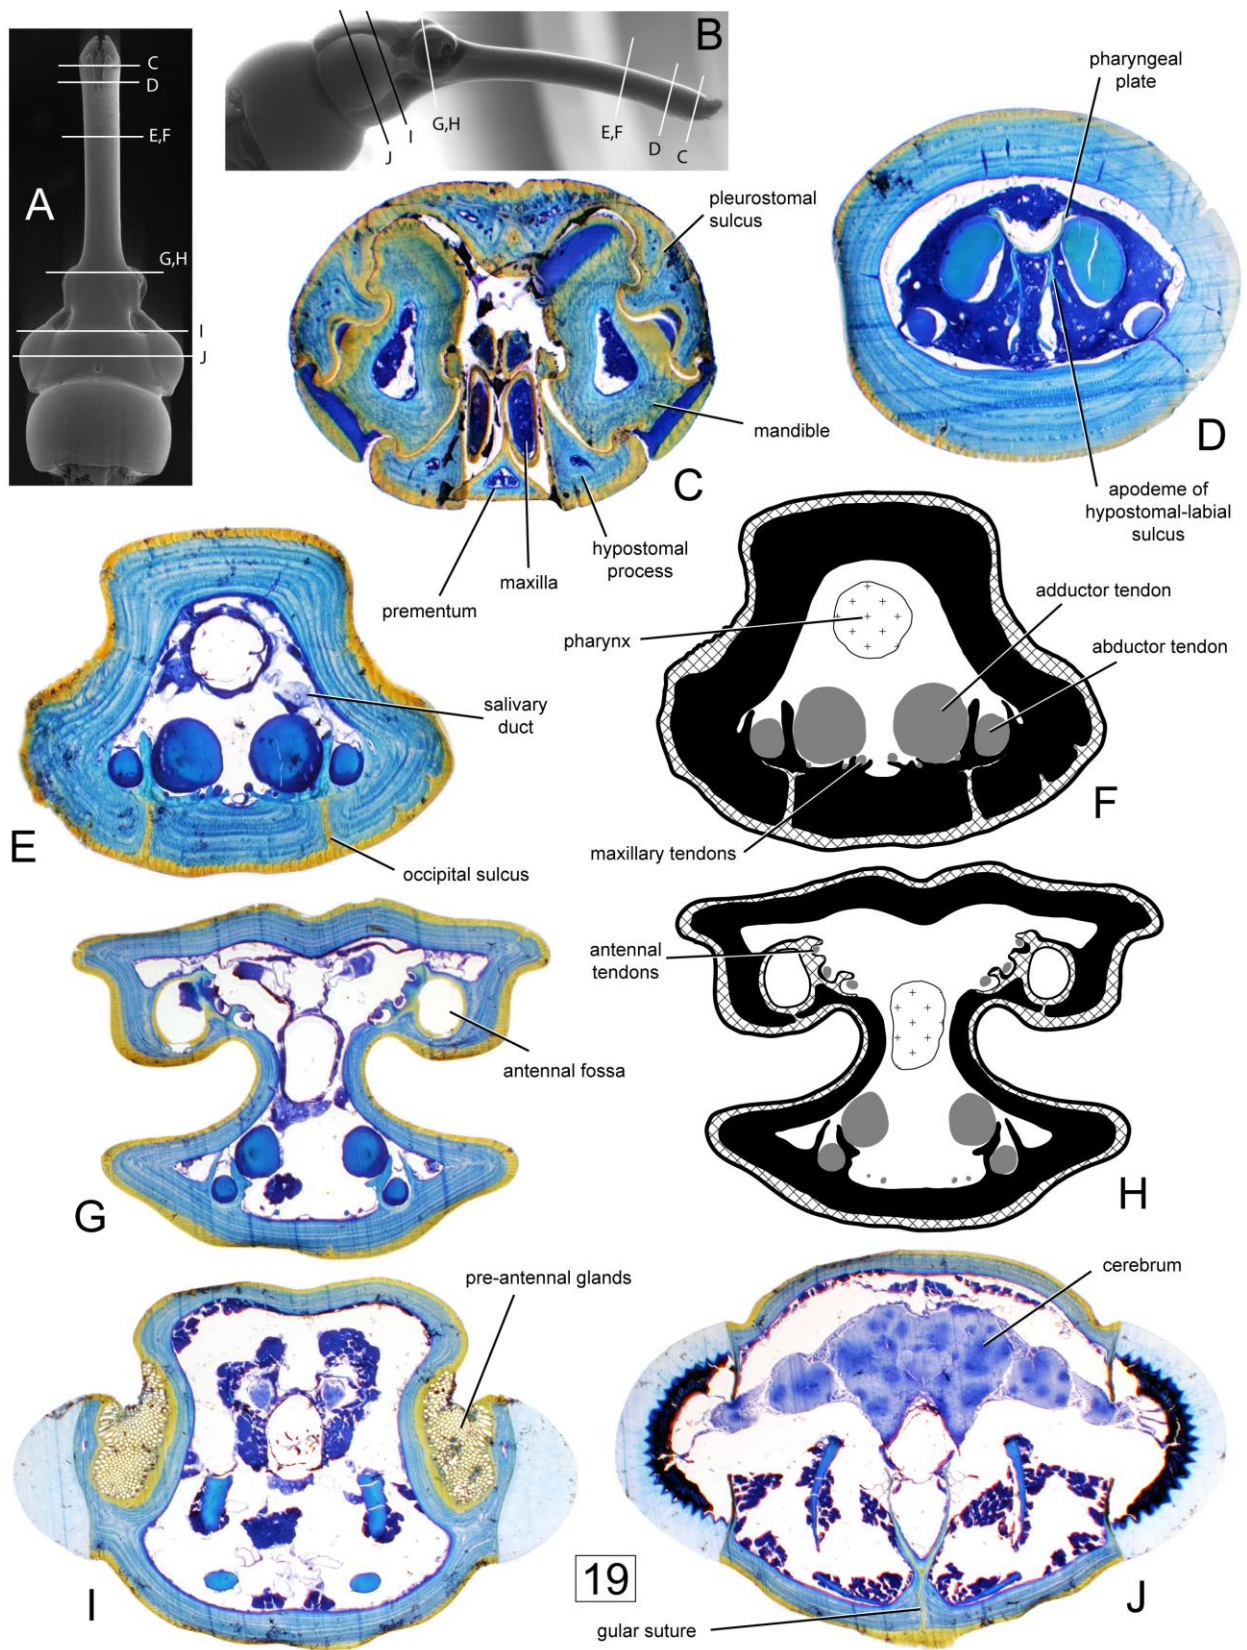 A
C
D
E,F
G,H
I
J
B
J
I
G,H
E,F
D
C
pharyngeal
plate
pleurostomal
sulcus
mandible
C
D
hypostomal
process
maxilla
prementum
apodeme of
hypostomal-labial
sulcus
salivary
duct
E
occipital sulcus
pharynx
adductor tendon
abductor tendon
F
maxillary tendons
antennal
tendons
antennal fossa
G
H
pre-antennal glands
cerebrum
I
19
gular suture
J